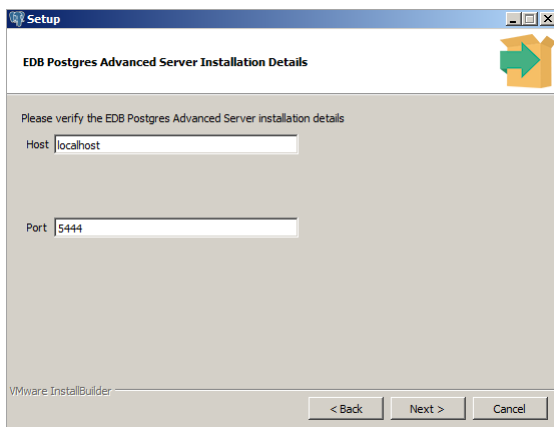 Setup
EDB Postgres Advanced Server Installation Details
Please verify the EDB Postgres Advanced Server installation details
Host localhost
Port 5444
VMware InstallBuilder
< Back Next > Cancel